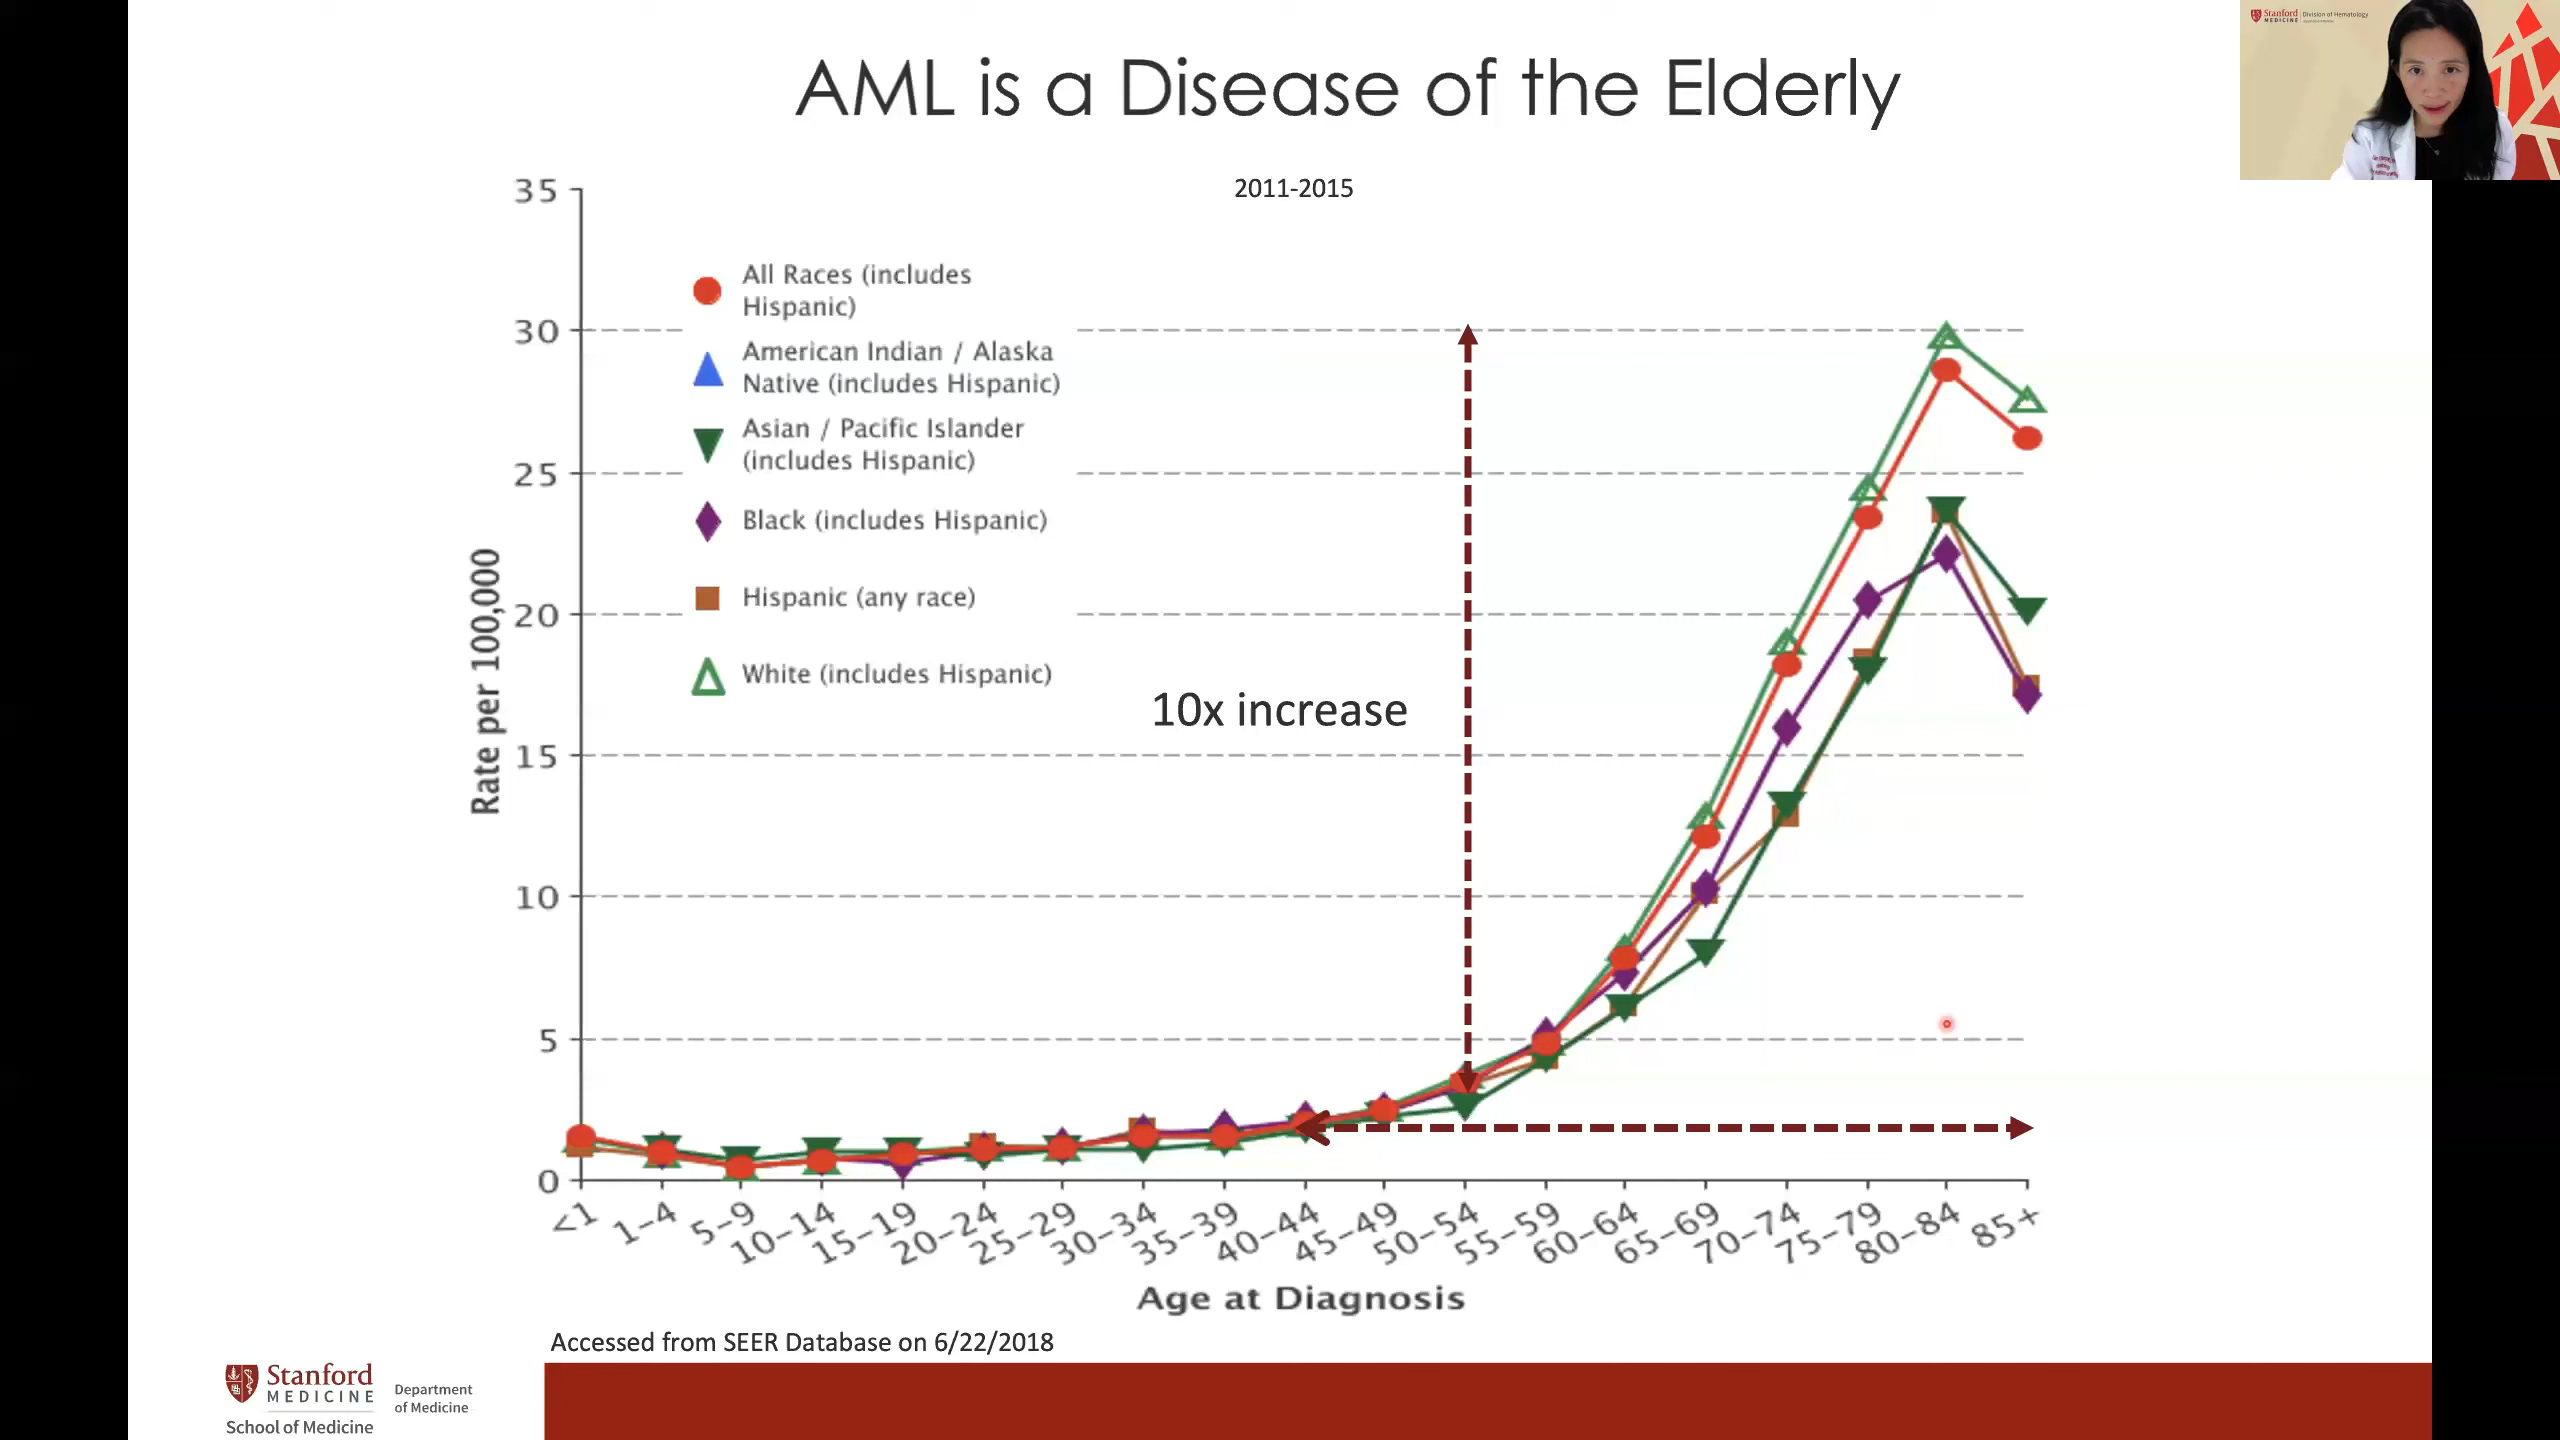 AML is a Disease of the Elderly
Stanford MEDICINE Division of Hematology
2011-2015
35
30
25
20
15
10
5
0
Rate per 100,000
All Races (includes
Hispanic)
American Indian / Alaska
Native (includes Hispanic)
Asian / Pacific Islander
(includes Hispanic)
Black (includes Hispanic)
Hispanic (any race)
White (includes Hispanic)
10x increase
<1
1-4
5-9
10-14
15-19
20-24
25-29
30-34
35-39
40-44
45-49
50-54
55-59
60-64
65-69
70-74
75-79
80-84
85+
Age at Diagnosis
Accessed from SEER Database on 6/22/2018
Stanford
MEDICINE
School of Medicine
Department
of Medicine